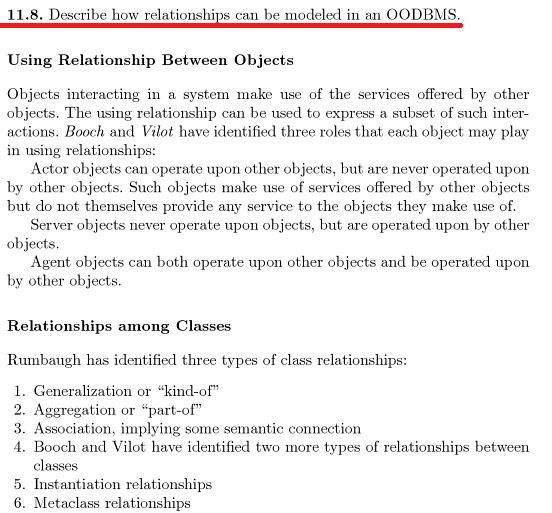 11.8. Describe how relationships can be modeled in an OODBMS.
Using Relationship Between Objects
Objects interacting in a system make use of the services offered by other
objects. The using relationship can be used to express a subset of such inter-
actions. Booch and Vilot have identified three roles that each object may play
in using relationships:
Actor objects can operate upon other objects, but are never operated upon
by other objects. Such objects make use of services offered by other objects
but do not themselves provide any service to the objects they make use of.
Server objects never operate upon objects, but are operated upon by other
objects.
Agent objects can both operate upon other objects and be operated upon
by other objects.
Relationships among Classes
Rumbaugh has identified three types of class relationships:
1. Generalization or “kind-of”
2. Aggregation or “part-of”
3. Association, implying some semantic connection
4. Booch and Vilot have identified two more types of relationships between
classes
5. Instantiation relationships
6. Metaclass relationships